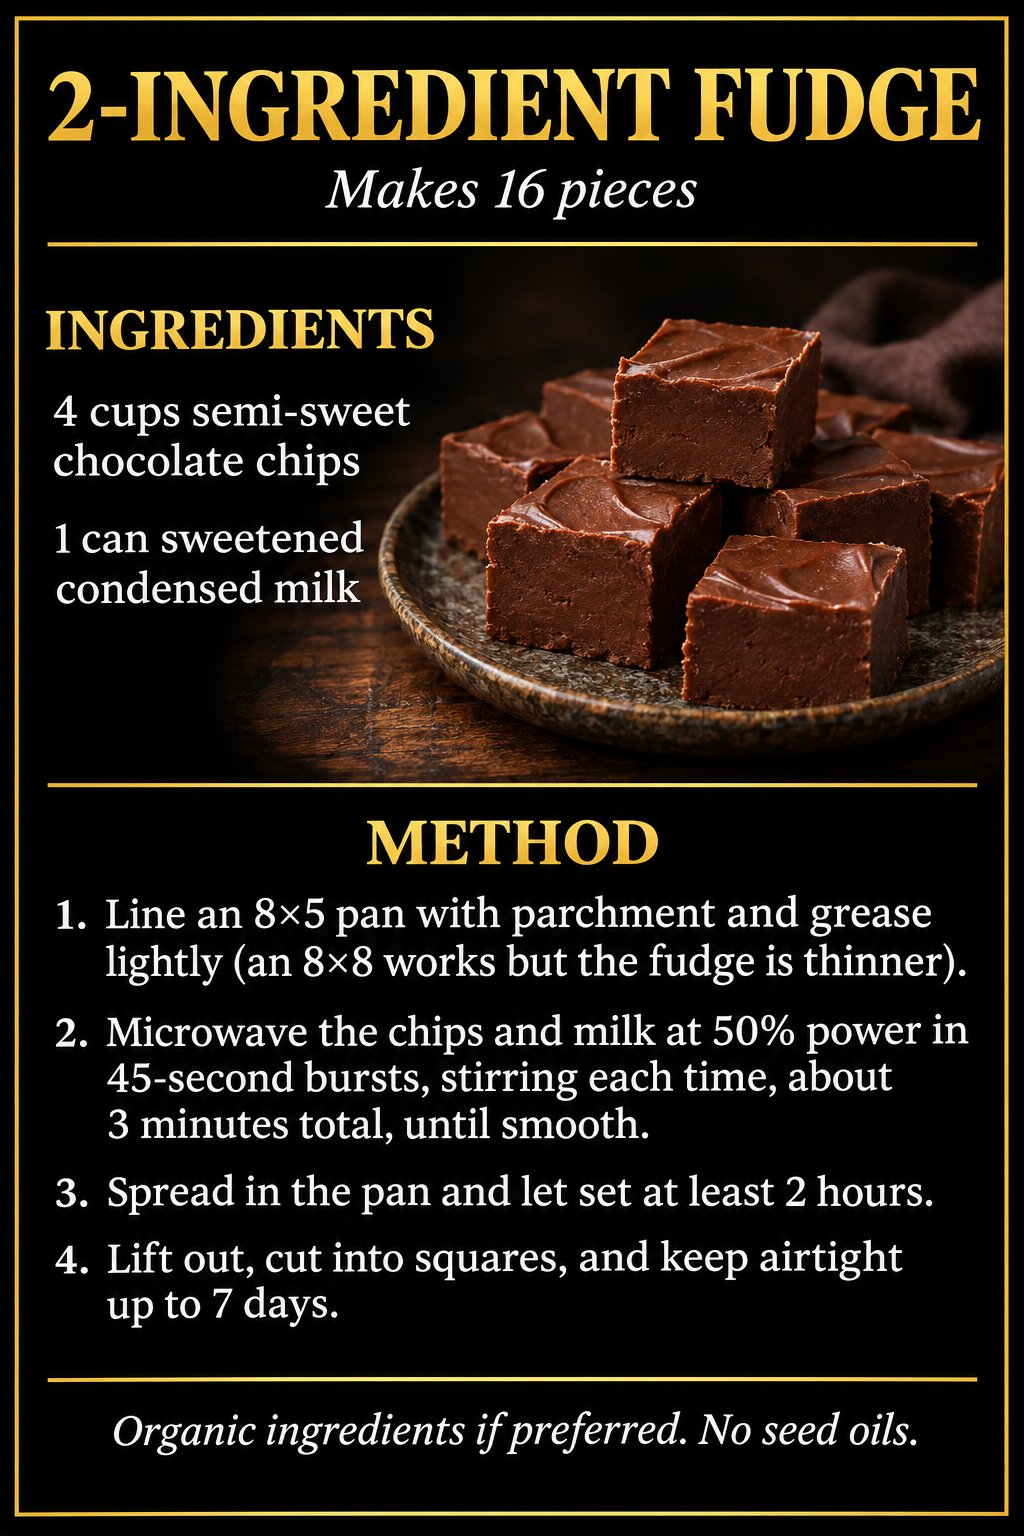 2-INGREDIENT FUDGE
Makes 16 pieces
INGREDIENTS
4 cups semi-sweet
chocolate chips
1 can sweetened
condensed milk
METHOD
1. Line an 8×5 pan with parchment and grease
lightly (an 8×8 works but the fudge is thinner).
2. Microwave the chips and milk at 50% power in
45-second bursts, stirring each time, about
3 minutes total, until smooth.
3. Spread in the pan and let set at least 2 hours.
4. Lift out, cut into squares, and keep airtight
up to 7 days.
Organic ingredients if preferred. No seed oils.